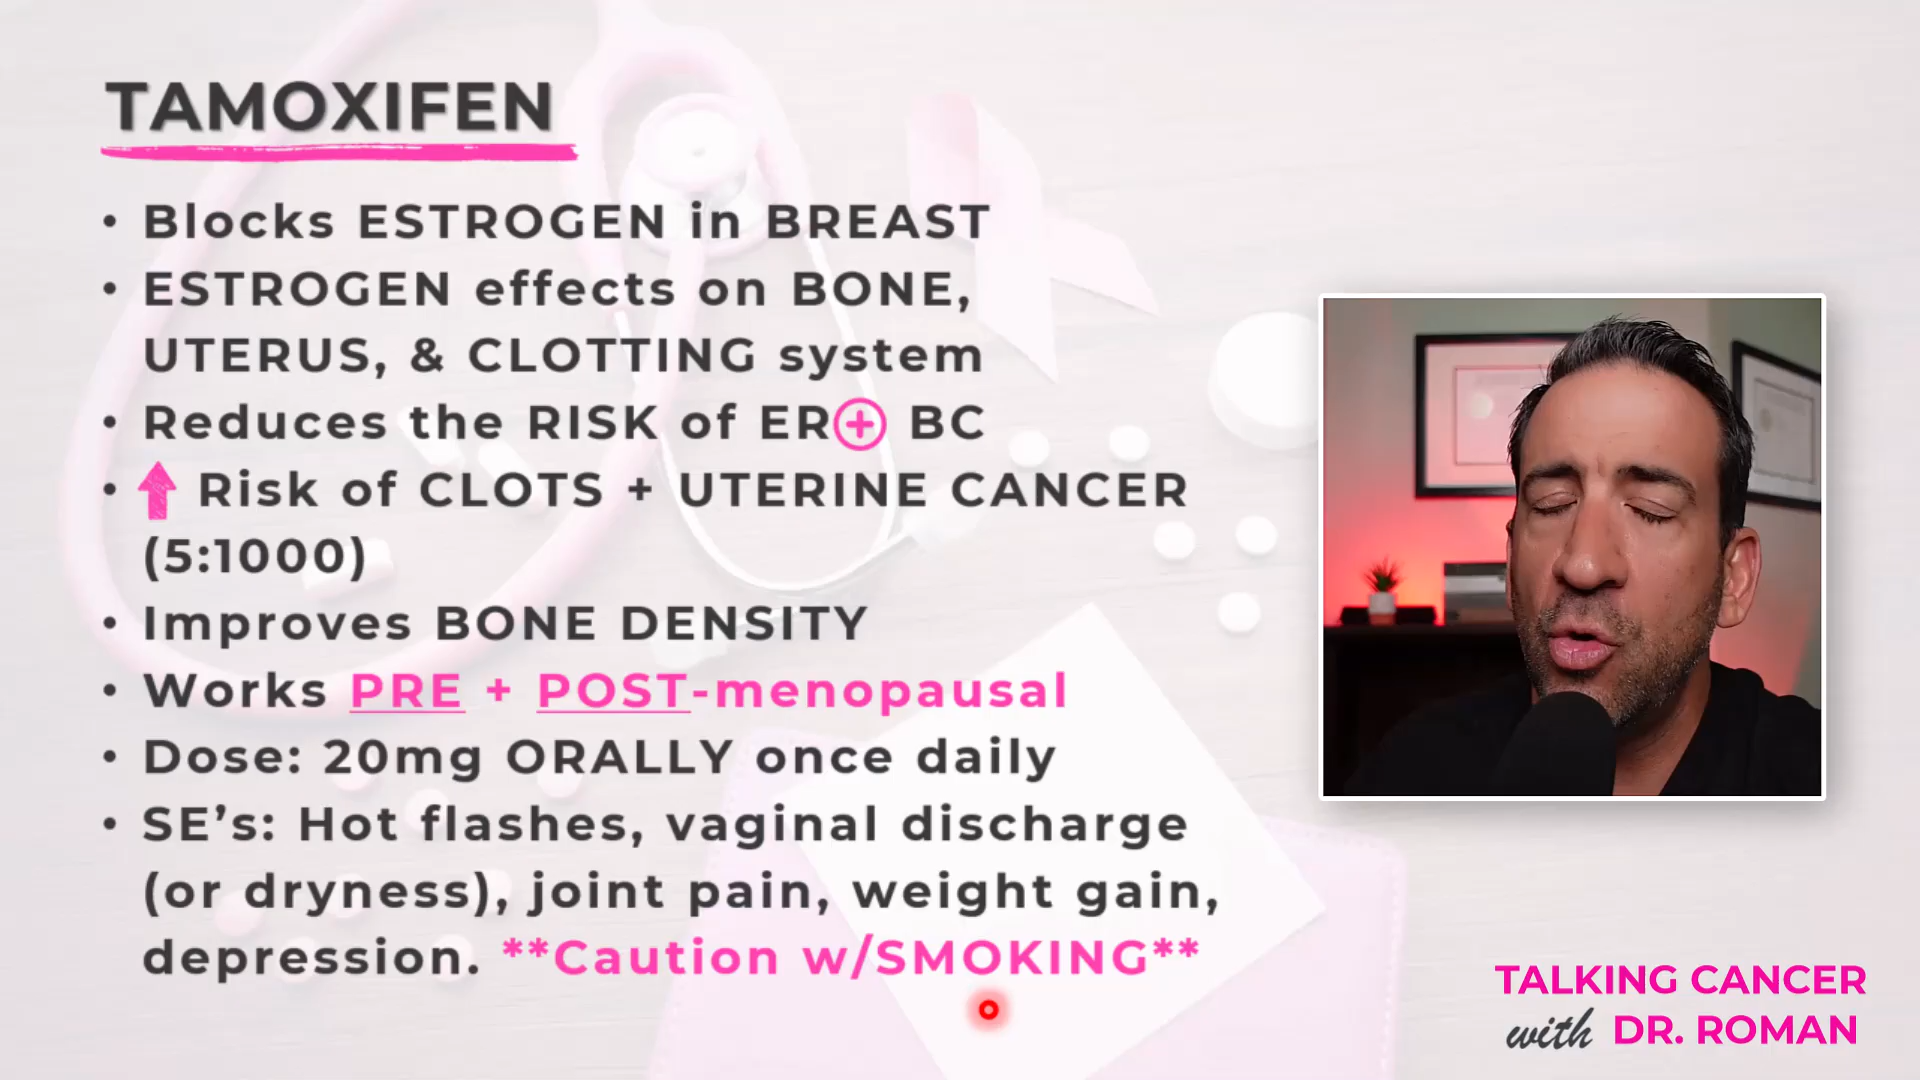 TAMOXIFEN
• Blocks ESTROGEN in BREAST
• ESTROGEN effects on BONE,
UTERUS, & CLOTTING system
• Reduces the RISK of ER+ BC
• ↑ Risk of CLOTS + UTERINE CANCER
(5:1000)
• Improves BONE DENSITY
• Works PRE + POST-menopausal
• Dose: 20mg ORALLY once daily
• SE’s: Hot flashes, vaginal discharge
(or dryness), joint pain, weight gain,
depression. **Caution w/SMOKING**
TALKING CANCER
with DR. ROMAN